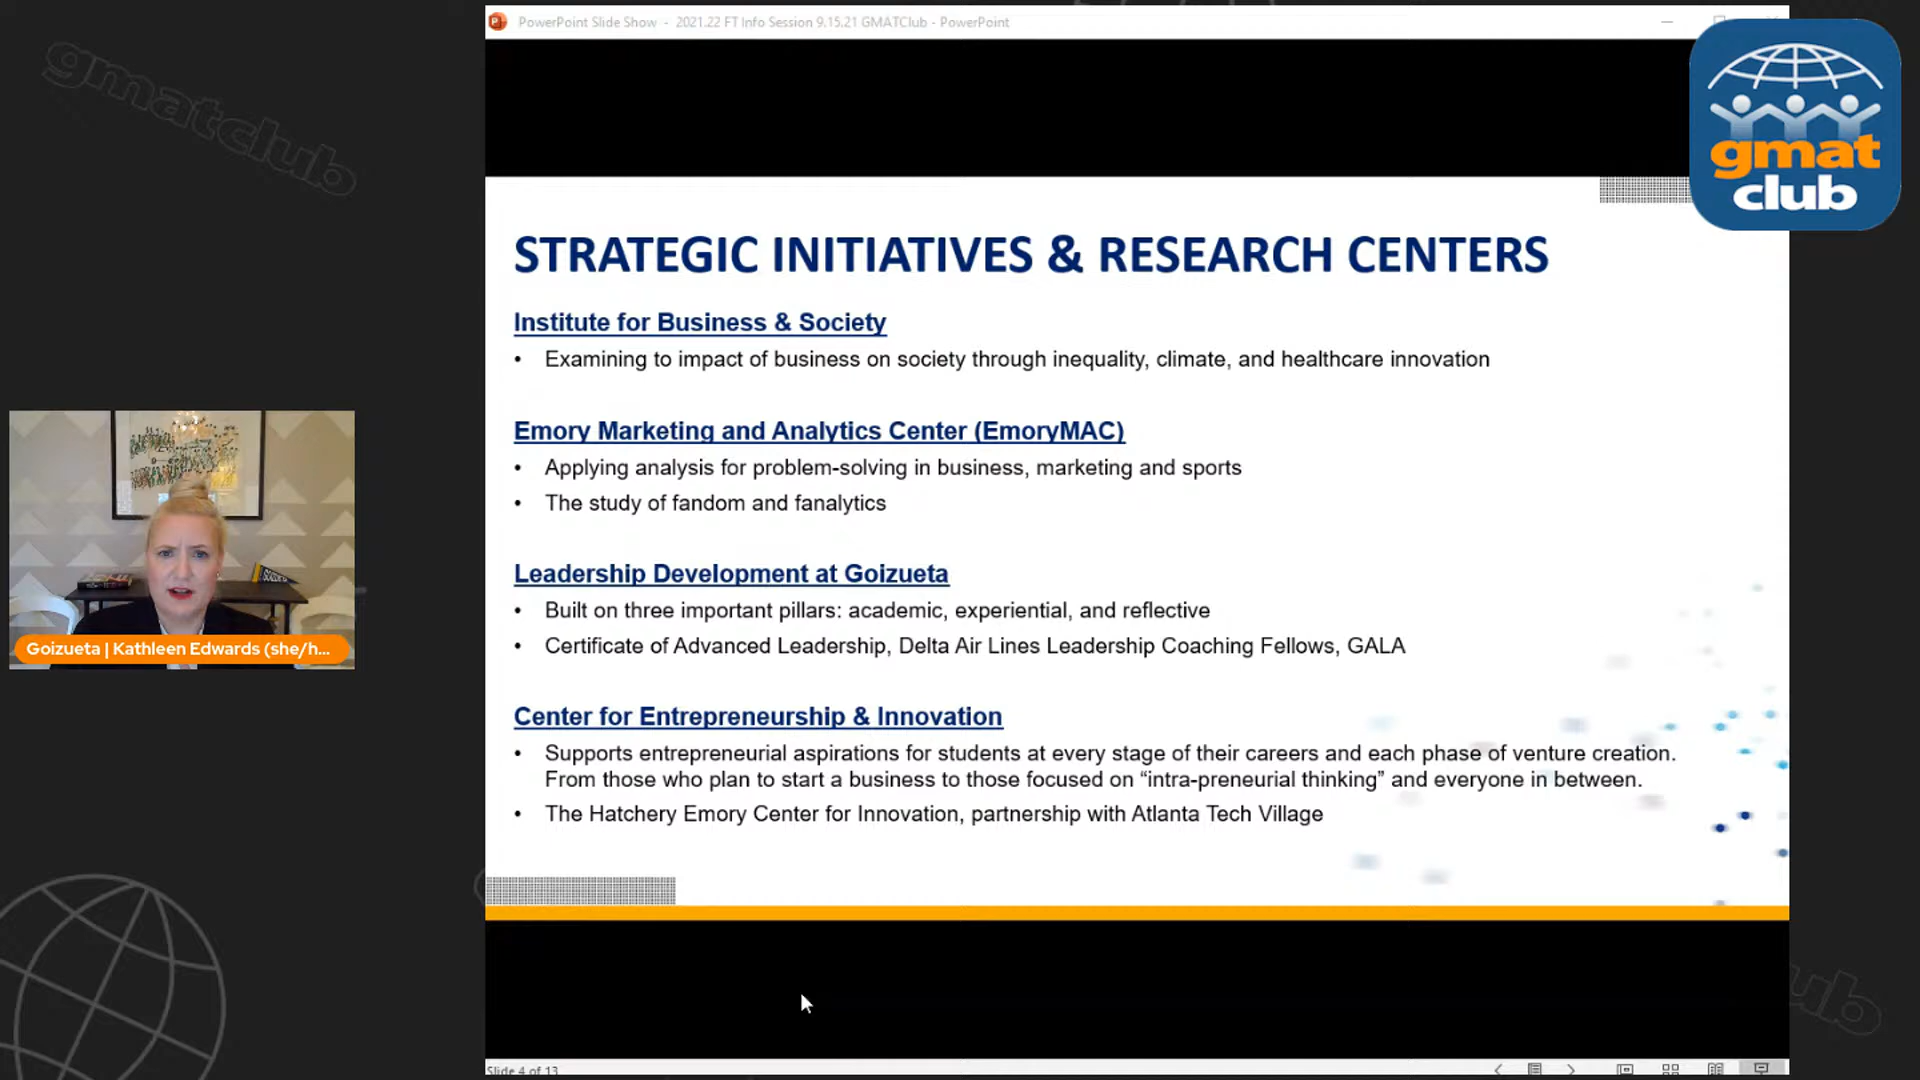 PowerPoint Slide Show - 2021.22 FT Info Session 9.15.21 GMATClub - PowerPoint
gmatclub
gmat
club
STRATEGIC INITIATIVES & RESEARCH CENTERS
Institute for Business & Society
• Examining to impact of business on society through inequality, climate, and healthcare innovation
Emory Marketing and Analytics Center (EmoryMAC)
• Applying analysis for problem-solving in business, marketing and sports
• The study of fandom and fanalytics
Leadership Development at Goizueta
• Built on three important pillars: academic, experiential, and reflective
• Certificate of Advanced Leadership, Delta Air Lines Leadership Coaching Fellows, GALA
Goizueta | Kathleen Edwards (she/h...
Center for Entrepreneurship & Innovation
• Supports entrepreneurial aspirations for students at every stage of their careers and each phase of venture creation.
From those who plan to start a business to those focused on “intra-preneurial thinking” and everyone in between.
• The Hatchery Emory Center for Innovation, partnership with Atlanta Tech Village
Slide 4 of 13